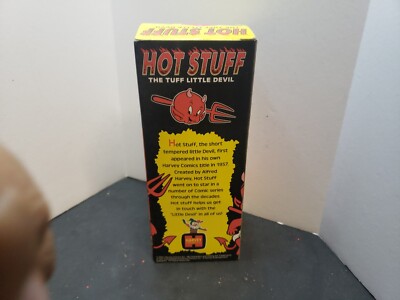 HOT STUFF
HOT STUFF
THE TUFF LITTLE DEVIL
Hot Stuff, the short
tempered little Devil, first
appeared in his own
Harvey Comics title in 1957.
Created by Alfred
Harvey, Hot Stuff
went on to star in a
number of Comic series
through the decades.
Hot stuff helps us get
in touch with the
'Little Devil' in all of us!